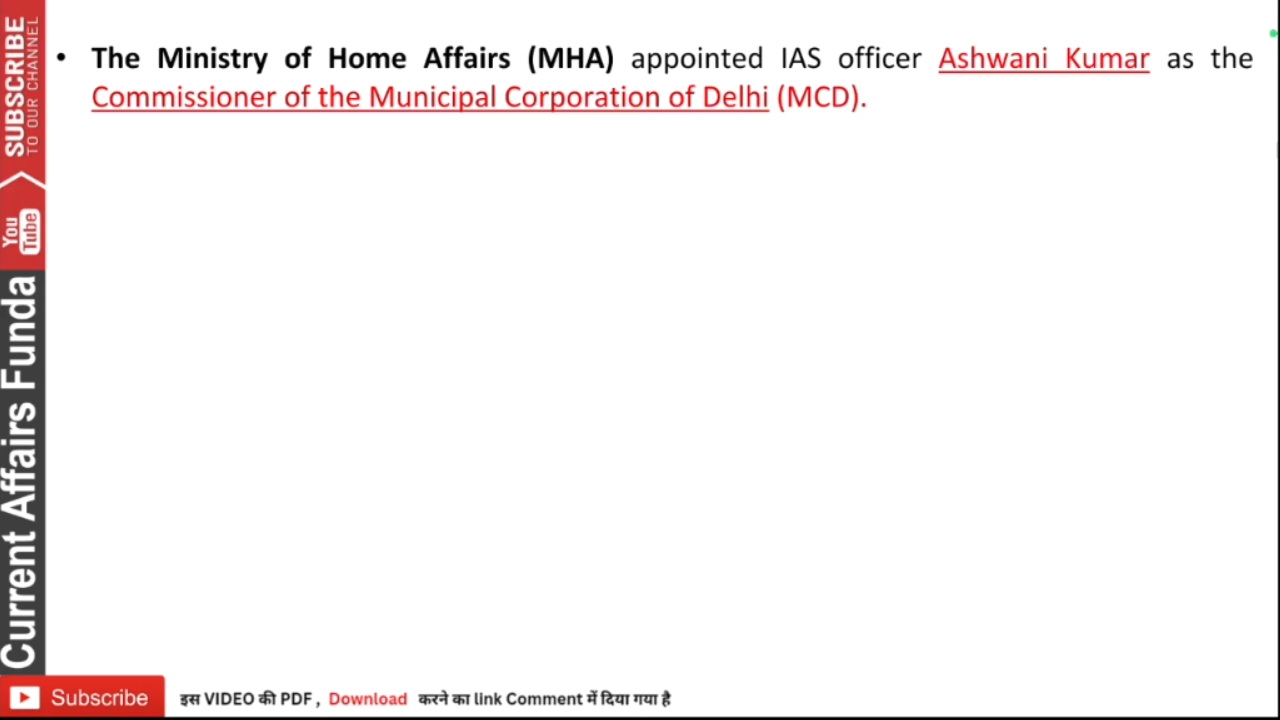 • The Ministry of Home Affairs (MHA) appointed IAS officer Ashwani Kumar as the
Commissioner of the Municipal Corporation of Delhi (MCD).
SUBSCRIBE
TO OUR CHANNEL
You Tube
Current Affairs Funda
Subscribe
इस VIDEO की PDF , Download करने का link Comment में दिया गया है